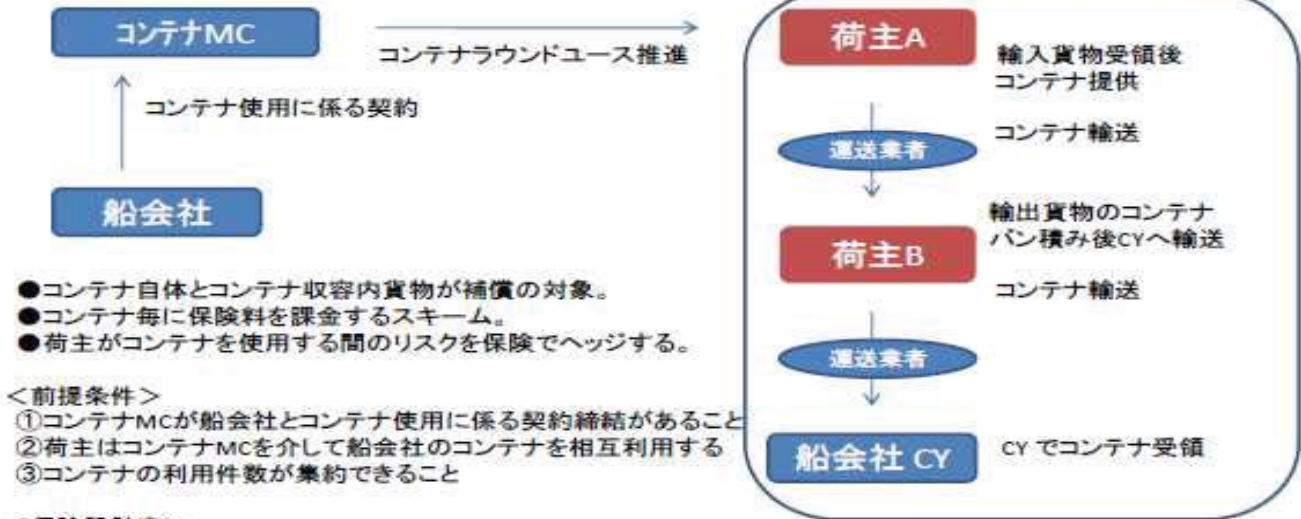 コンテナMC
コンテナラウンドユース推進
コンテナ使用に係る契約
船会社
●コンテナ自体とコンテナ収容内貨物が補償の対象。
●コンテナ毎に保険料を課金するスキーム。
●荷主がコンテナを使用する間のリスクを保険でヘッジする。
＜前提条件＞
①コンテナMCが船会社とコンテナ使用に係る契約締結があること
②荷主はコンテナMCを介して船会社のコンテナを相互利用する
③コンテナの利用件数が集約できること
荷主A
輸入貨物受領後
コンテナ提供
コンテナ輸送
運送業者
輸出貨物のコンテナ
バン積み後CYへ輸送
荷主B
コンテナ輸送
運送業者
船会社 CY
CY でコンテナ受領